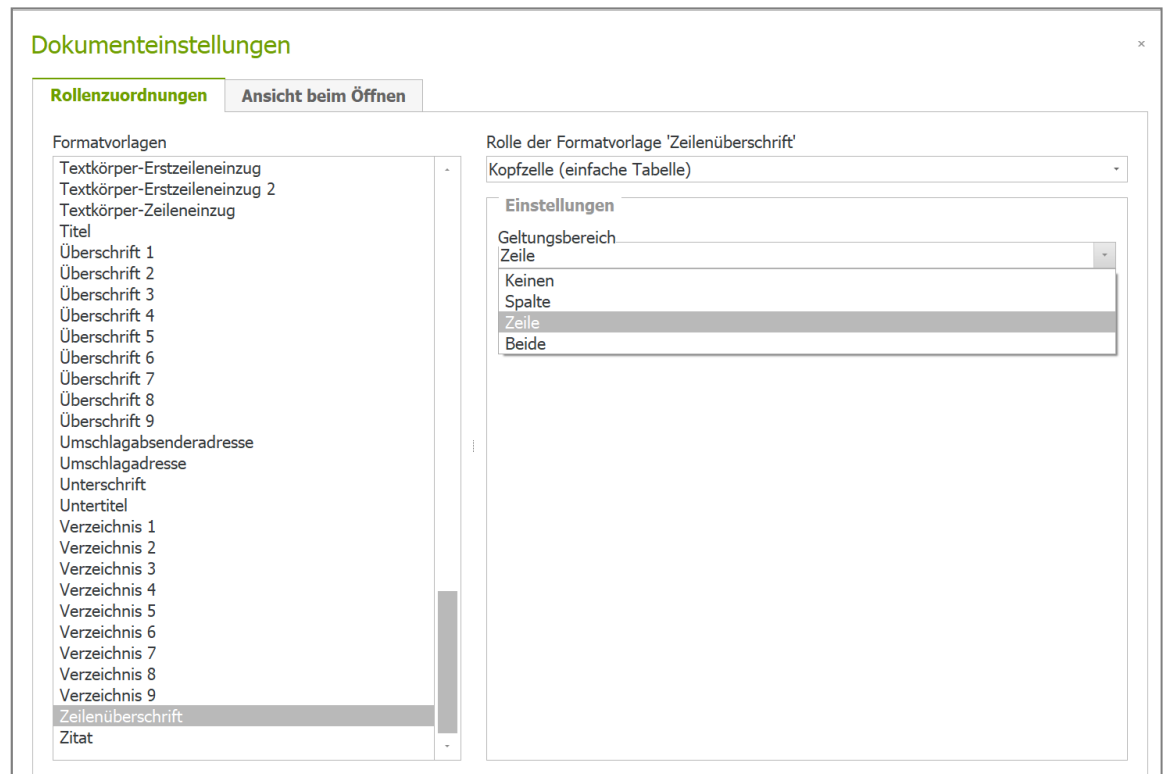 Dokumenteinstellungen
×
Rollenzuordnungen
Ansicht beim Öffnen
Formatvorlagen
Textkörper-Erstzeileneinzug
Textkörper-Erstzeileneinzug 2
Textkörper-Zeileneinzug
Titel
Überschrift 1
Überschrift 2
Überschrift 3
Überschrift 4
Überschrift 5
Überschrift 6
Überschrift 7
Überschrift 8
Überschrift 9
Umschlagabsenderadresse
Umschlagadresse
Unterschrift
Untertitel
Verzeichnis 1
Verzeichnis 2
Verzeichnis 3
Verzeichnis 4
Verzeichnis 5
Verzeichnis 6
Verzeichnis 7
Verzeichnis 8
Verzeichnis 9
Zeilenüberschrift
Zitat
Rolle der Formatvorlage 'Zeilenüberschrift'
Kopfzelle (einfache Tabelle)
Einstellungen
Geltungsbereich
Zeile
Keinen
Spalte
Zeile
Beide